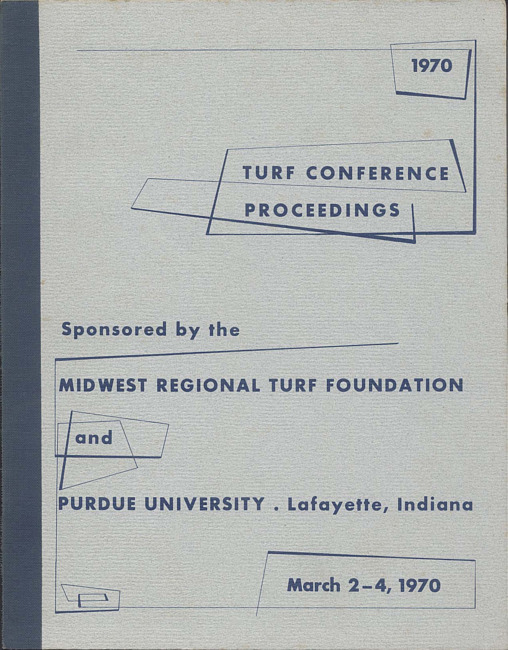 1970
TURF CONFERENCE
PROCEEDINGS
Sponsored by the
MIDWEST REGIONAL TURF FOUNDATION
and
PURDUE UNIVERSITY . Lafayette, Indiana
March 2–4, 1970